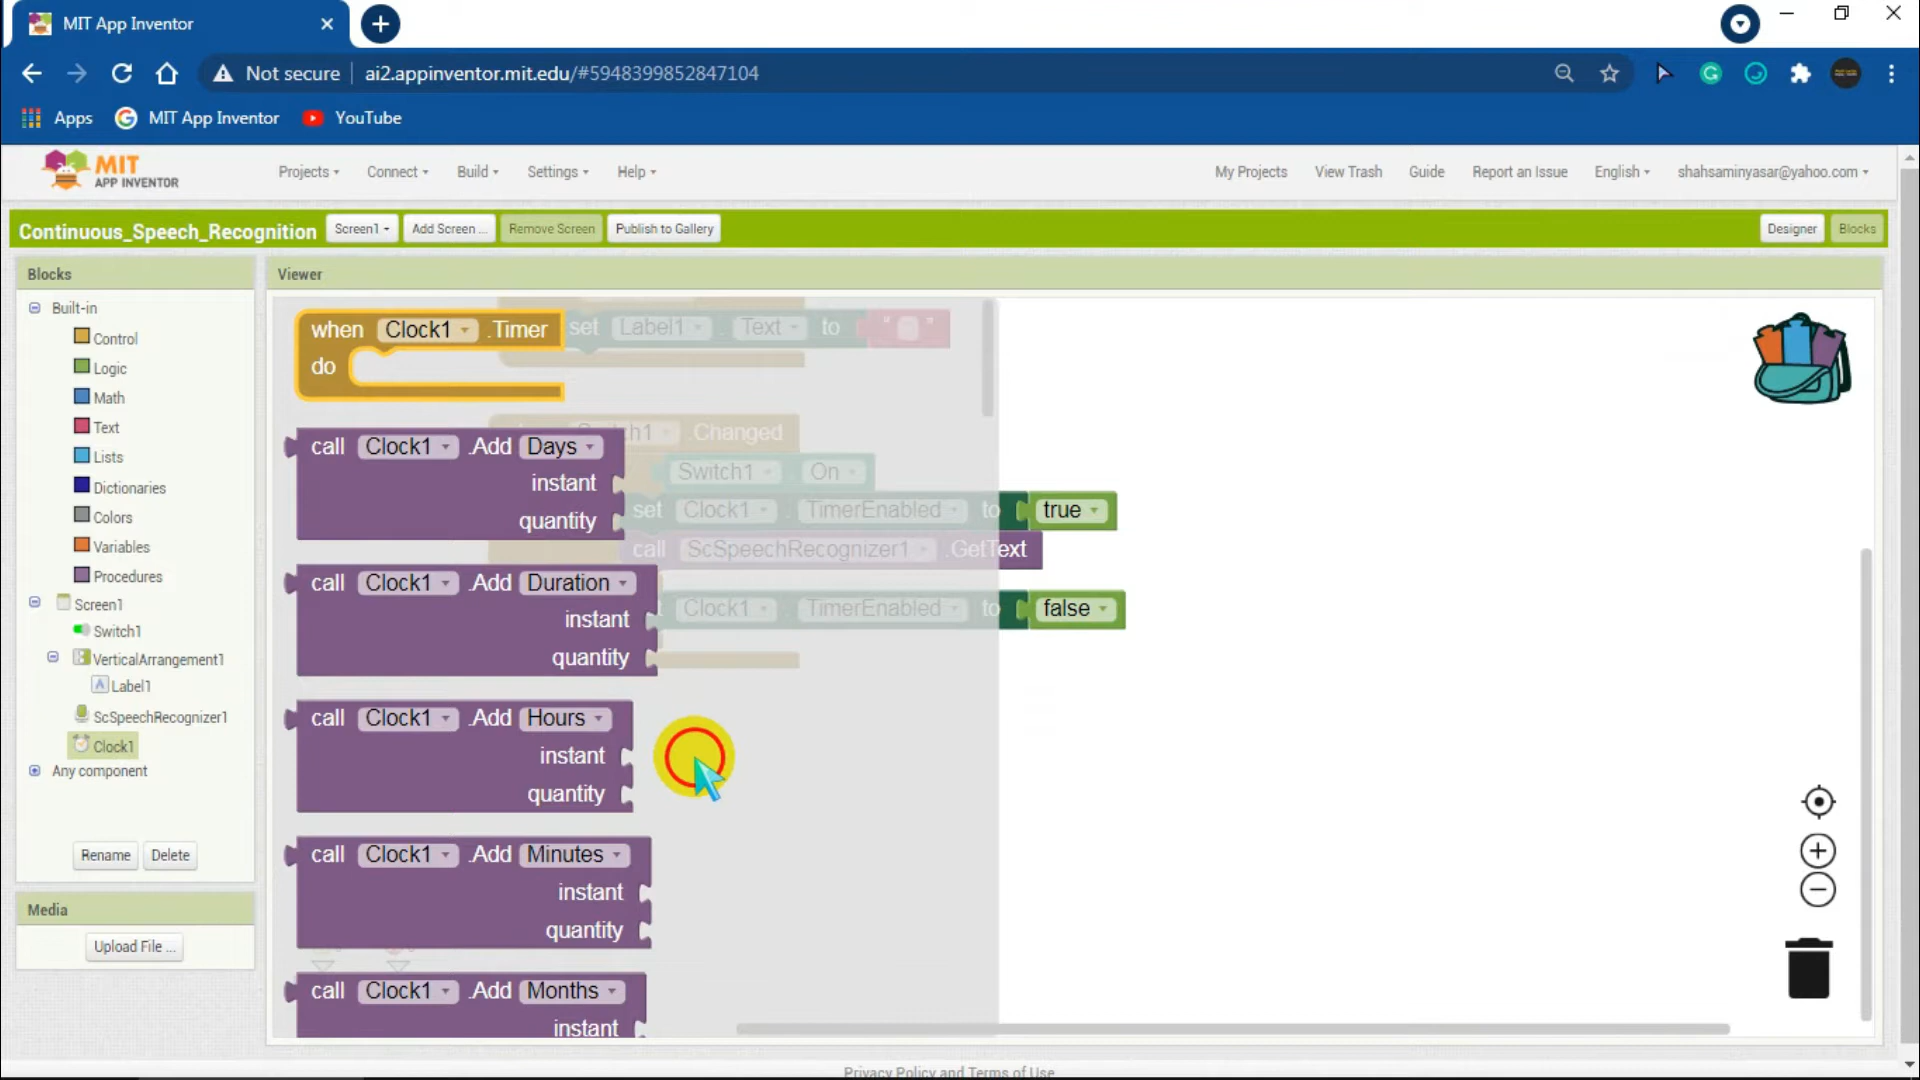 MIT App Inventor
Not secure
ai2.appinventor.mit.edu/#5948399852847104
Apps
MIT App Inventor
YouTube
MIT
APP INVENTOR
Projects
Connect
Build
Settings
Help
My Projects
View Trash
Guide
Report an Issue
English
shahsaminyasar@yahoo.com
Continuous_Speech_Recognition
Screen1
Add Screen ...
Remove Screen
Publish to Gallery
Designer
Blocks
Blocks
Viewer
Built-in
Control
Logic
Math
Text
Lists
Dictionaries
Colors
Variables
Procedures
Screen1
Switch1
VerticalArrangement1
Label1
ScSpeechRecognizer1
Clock1
Any component
Rename
Delete
Media
Upload File ...
when Clock1 .Timer
do
set Label1 . Text to " "
call Clock1 .Add Days
instant
quantity
.Changed
Switch1 . On
set Clock1 . TimerEnabled to true
call ScSpeechRecognizer1 .GetText
call Clock1 .Add Duration
instant
quantity
Clock1 . TimerEnabled to false
call Clock1 .Add Hours
instant
quantity
call Clock1 .Add Minutes
instant
quantity
call Clock1 .Add Months
instant
Privacy Policy and Terms of Use